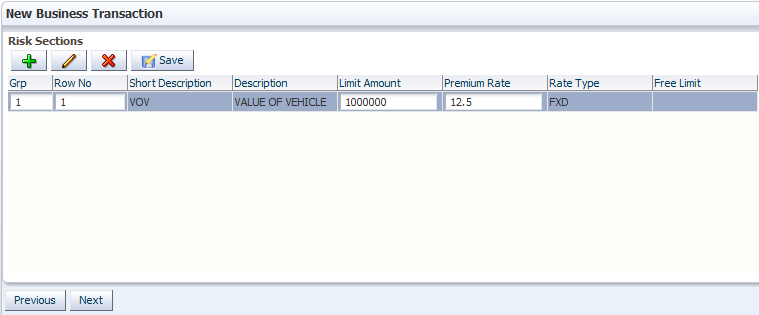 New Business Transaction
Risk Sections
Save
Grp Row No Short Description Description Limit Amount Premium Rate Rate Type Free Limit
1 1 VOV VALUE OF VEHICLE 1000000 12.5 FXD
Previous Next